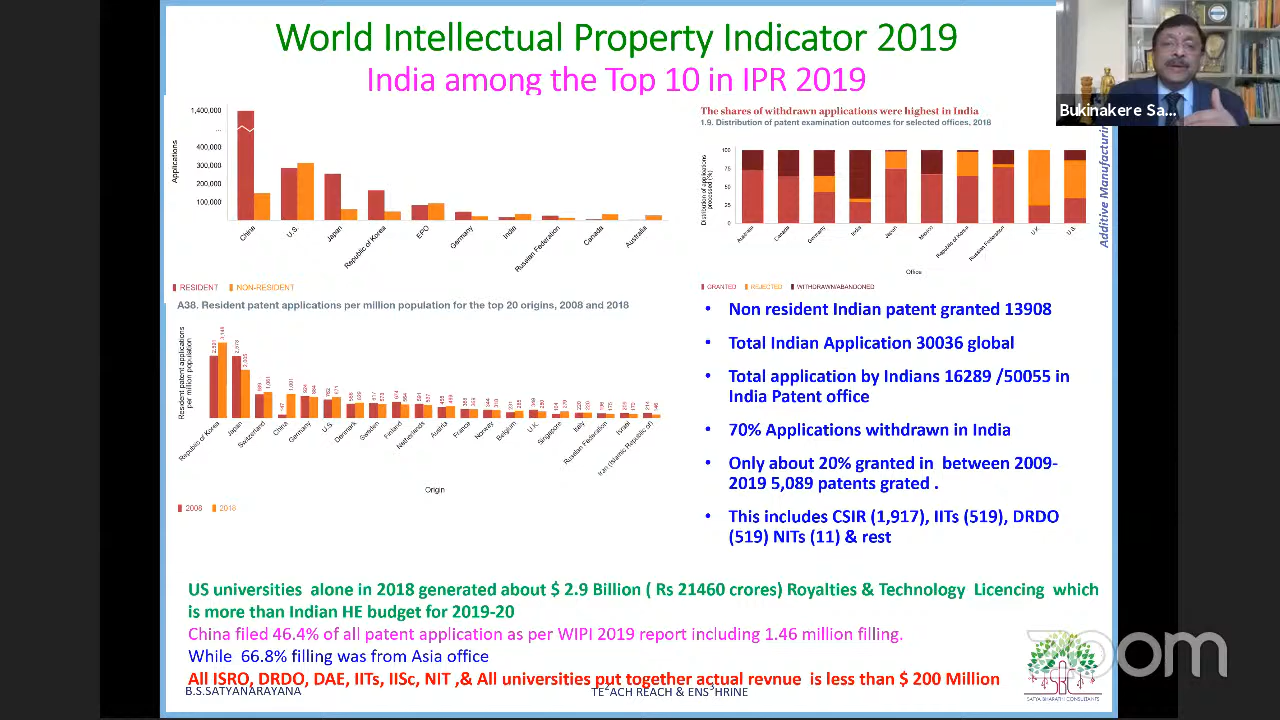 World Intellectual Property Indicator 2019
India among the Top 10 in IPR 2019
Bukinakere Sa...
Additive Manufacturing
Applications
1,400,000
...
400,000
300,000
200,000
100,000
China
U.S.
Japan
Republic of Korea
EPO
Germany
India
Russian Federation
Canada
Australia
RESIDENT NON-RESIDENT
The shares of withdrawn applications were highest in India
1.9. Distribution of patent examination outcomes for selected offices, 2018
Distribution of applications
processed (%)
100
75
50
25
0
Australia
Canada
Germany
India
Japan
Mexico
Republic of Korea
Russian Federation
U.K.
U.S.
Office
GRANTED REJECTED WITHDRAWN/ABANDONED
A38. Resident patent applications per million population for the top 20 origins, 2008 and 2018
Resident patent applications
per million population
Republic of Korea
Japan
Switzerland
China
Germany
U.S.
Denmark
Sweden
Finland
Netherlands
Austria
France
Norway
Belgium
U.K.
Singapore
Italy
Russian Federation
Israel
Iran (Islamic Republic of)
Origin
2008 2018
• Non resident Indian patent granted 13908
• Total Indian Application 30036 global
• Total application by Indians 16289 /50055 in
India Patent office
• 70% Applications withdrawn in India
• Only about 20% granted in between 2009-
2019 5,089 patents grated .
• This includes CSIR (1,917), IITs (519), DRDO
(519) NITs (11) & rest
US universities alone in 2018 generated about $ 2.9 Billion ( Rs 21460 crores) Royalties & Technology Licencing which
is more than Indian HE budget for 2019-20
China filed 46.4% of all patent application as per WIPI 2019 report including 1.46 million filling.
While 66.8% filling was from Asia office
All ISRO, DRDO, DAE, IITs, IISc, NIT ,& All universities put together actual revnue is less than $ 200 Million
B.S.SATYANARAYANA
TEACH REACH & ENSHRINE
zoom
SATYA BHARATHI CONSULTANTS